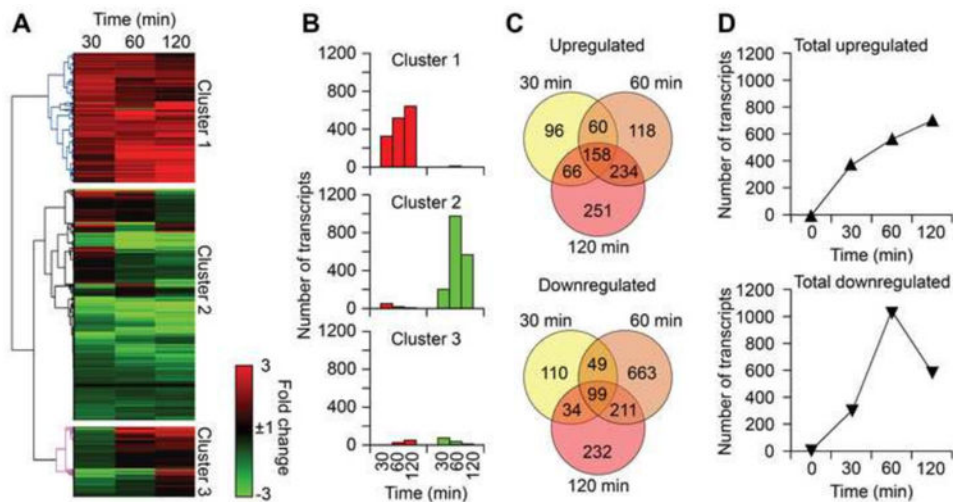 A
Time (min)
30 60 120
Cluster 1
Cluster 2
Cluster 3
3
±1
-3
Fold change
B
Number of transcripts
1200
800
400
0
Cluster 1
1200
800
400
0
Cluster 2
1200
800
400
0
Cluster 3
30 60 120 30 60 120
Time (min)
C
Upregulated
30 min 60 min
96 60 118
158
66 234
251
120 min
Downregulated
30 min 60 min
110 49 663
99
34 211
232
120 min
D
Total upregulated
Number of transcripts
1200
1000
800
600
400
200
0
0 30 60 120
Time (min)
Total downregulated
Number of transcripts
1200
1000
800
600
400
200
0
0 30 60 120
Time (min)